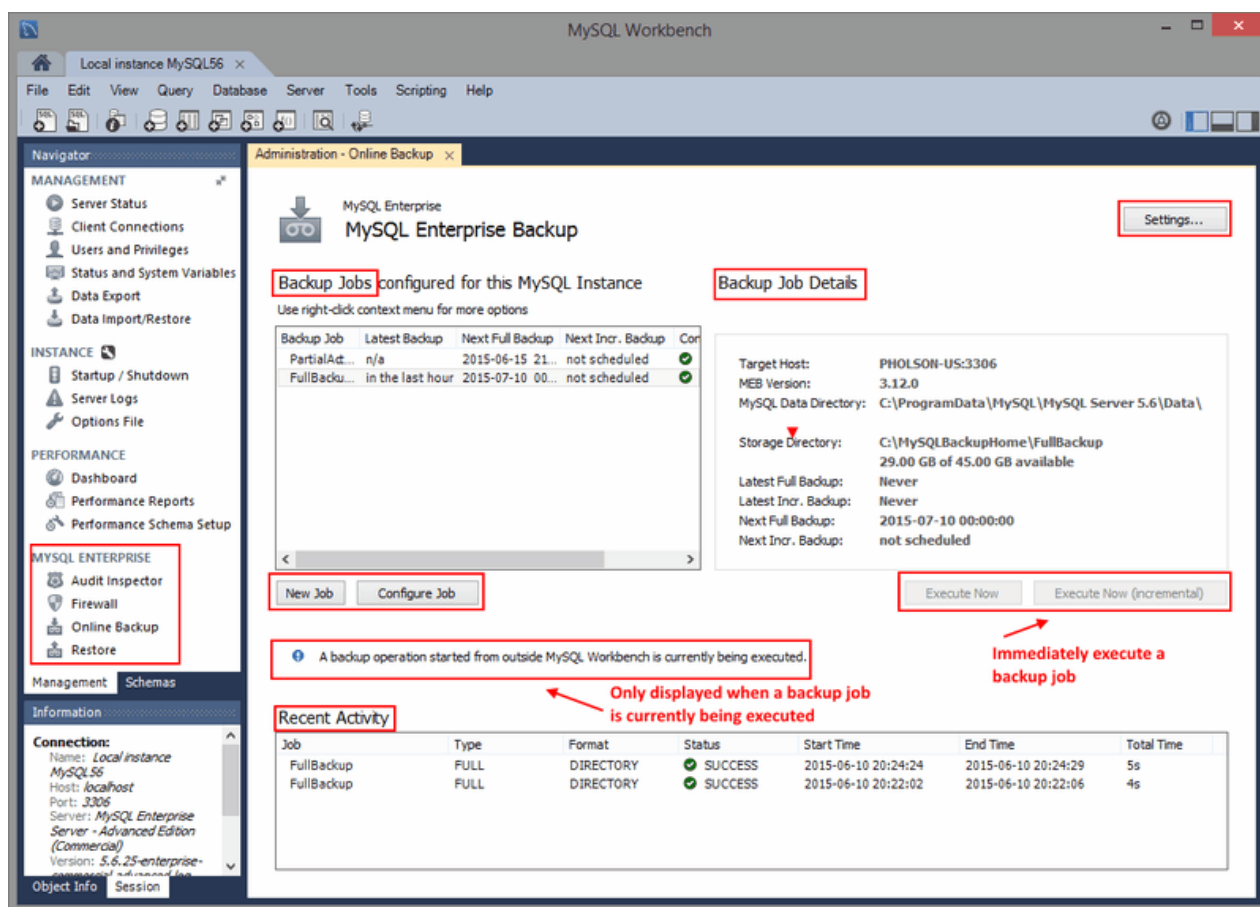 MySQL Workbench
Local instance MySQL56 ×
File Edit View Query Database Server Tools Scripting Help
Navigator
MANAGEMENT
Server Status
Client Connections
Users and Privileges
Status and System Variables
Data Export
Data Import/Restore
INSTANCE
Startup / Shutdown
Server Logs
Options File
PERFORMANCE
Dashboard
Performance Reports
Performance Schema Setup
MYSQL ENTERPRISE
Audit Inspector
Firewall
Online Backup
Restore
Management Schemas
Information
Connection:
Name: Local instance
MySQL56
Host: localhost
Port: 3306
Server: MySQL Enterprise
Server - Advanced Edition
(Commercial)
Version: 5.6.25-enterprise-
commercial-advanced-log
Object Info Session
Administration - Online Backup ×
MySQL Enterprise
MySQL Enterprise Backup
Settings...
Backup Jobs configured for this MySQL Instance
Use right-click context menu for more options
Backup Job Latest Backup Next Full Backup Next Incr. Backup Cor
PartialAct... n/a 2015-06-15 21... not scheduled
FullBacku... in the last hour 2015-07-10 00... not scheduled
New Job Configure Job
Backup Job Details
Target Host: PHOLSON-US:3306
MEB Version: 3.12.0
MySQL Data Directory: C:\ProgramData\MySQL\MySQL Server 5.6\Data\
Storage Directory: C:\MySQLBackupHome\FullBackup
29.00 GB of 45.00 GB available
Latest Full Backup: Never
Latest Incr. Backup: Never
Next Full Backup: 2015-07-10 00:00:00
Next Incr. Backup: not scheduled
Execute Now Execute Now (incremental)
Immediately execute a
backup job
A backup operation started from outside MySQL Workbench is currently being executed.
Only displayed when a backup job
is currently being executed
Recent Activity
Job Type Format Status Start Time End Time Total Time
FullBackup FULL DIRECTORY SUCCESS 2015-06-10 20:24:24 2015-06-10 20:24:29 5s
FullBackup FULL DIRECTORY SUCCESS 2015-06-10 20:22:02 2015-06-10 20:22:06 4s